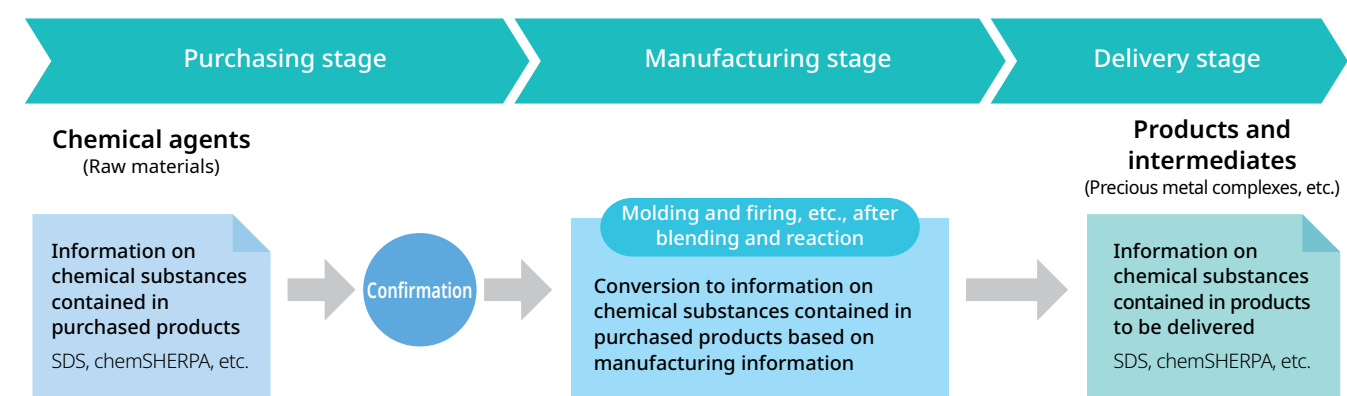 Purchasing stage
Manufacturing stage
Delivery stage
Chemical agents
(Raw materials)
Products and
intermediates
(Precious metal complexes, etc.)
Information on
chemical substances
contained in
purchased products
SDS, chemSHERPA, etc.
Confirmation
Molding and firing, etc., after
blending and reaction
Conversion to information on
chemical substances contained in
purchased products based on
manufacturing information
Information on
chemical substances
contained in products
to be delivered
SDS, chemSHERPA, etc.